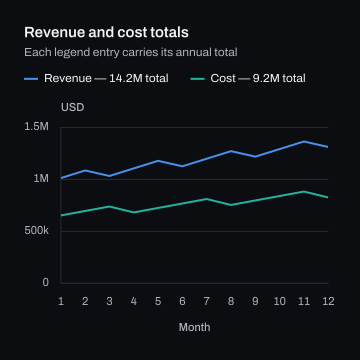 Revenue and cost totals
Each legend entry carries its annual total
Revenue — 14.2M total Cost — 9.2M total
USD
1.5M
1M
500k
0
1 2 3 4 5 6 7 8 9 10 11 12
Month